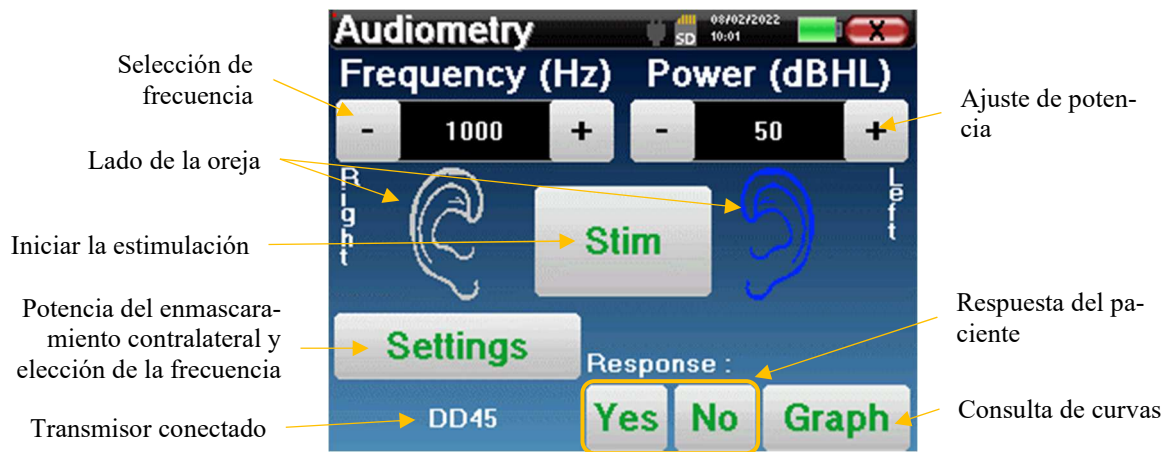 Audiometry
SD
08/02/2022
10:01
X
Frequency (Hz)
Power (dBHL)
- 1000 +
- 50 +
Right
Left
Stim
Settings
Response :
DD45
Yes
No
Graph
Selección de
frecuencia
Lado de la oreja
Iniciar la estimulación
Potencia del enmascara-
miento contralateral y
elección de la frecuencia
Transmisor conectado
Ajuste de poten-
cia
Respuesta del pa-
ciente
Consulta de curvas